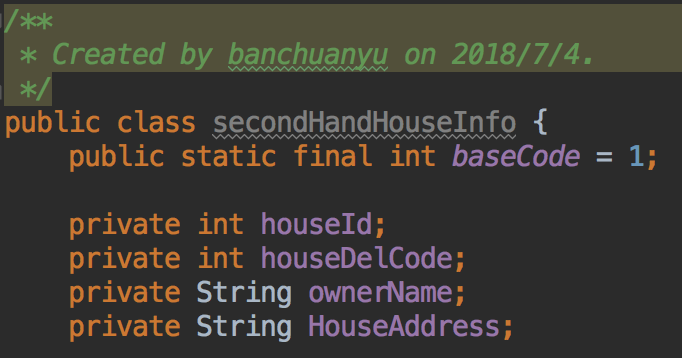 /**
 * Created by banchuanyu on 2018/7/4.
 */
public class secondHandHouseInfo {
    public static final int baseCode = 1;

    private int houseId;
    private int houseDelCode;
    private String ownerName;
    private String HouseAddress;